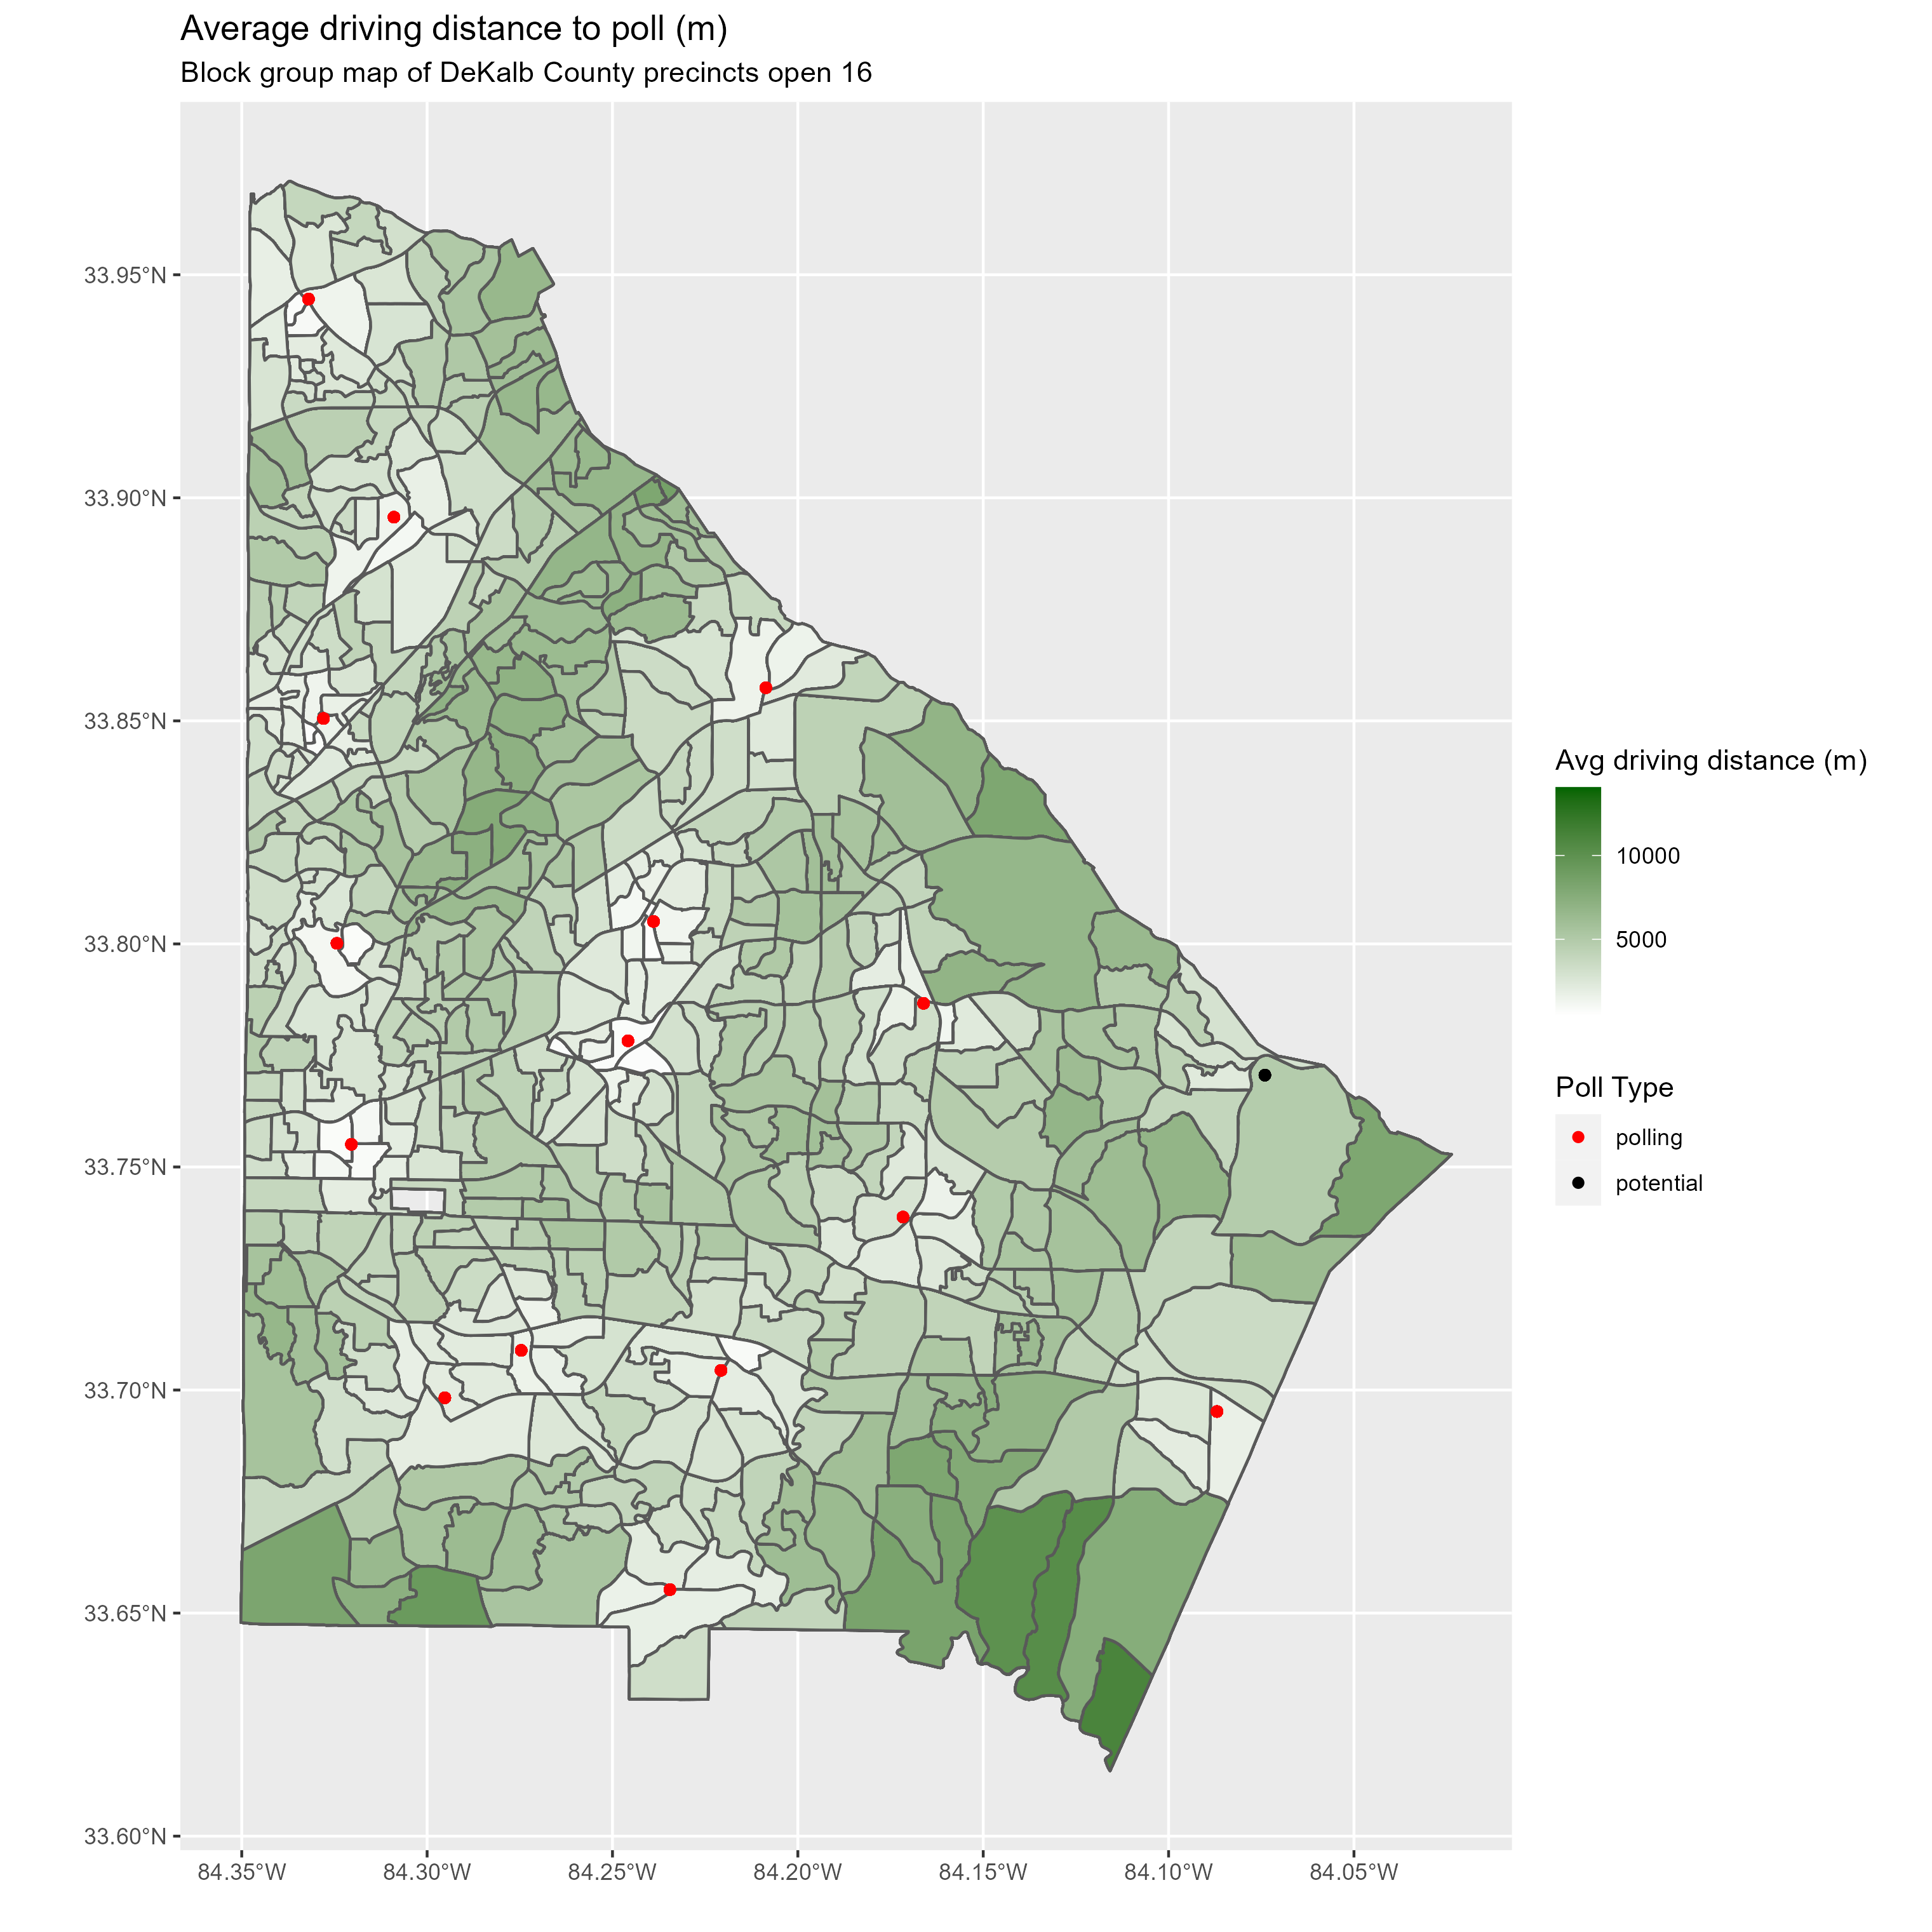 Average driving distance to poll (m)
Block group map of DeKalb County precincts open 16
33.95°N
33.90°N
33.85°N
33.80°N
33.75°N
33.70°N
33.65°N
33.60°N
84.35°W
84.30°W
84.25°W
84.20°W
84.15°W
84.10°W
84.05°W
Avg driving distance (m)
10000
5000
Poll Type
polling
potential